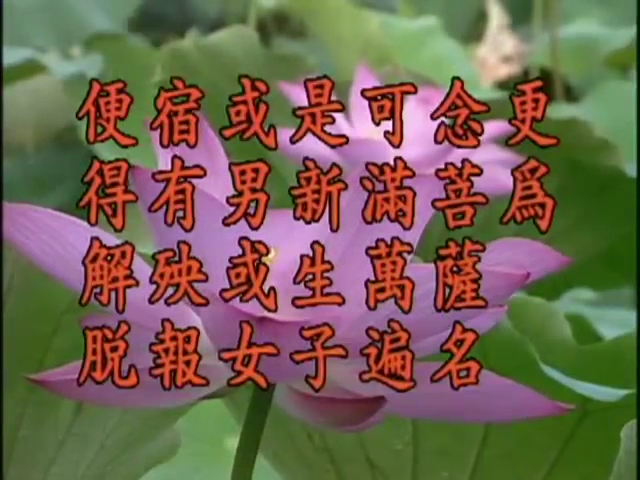 更為
念菩薩名
可滿萬遍
是新生子
或男或女
宿有殃報
便得解脫